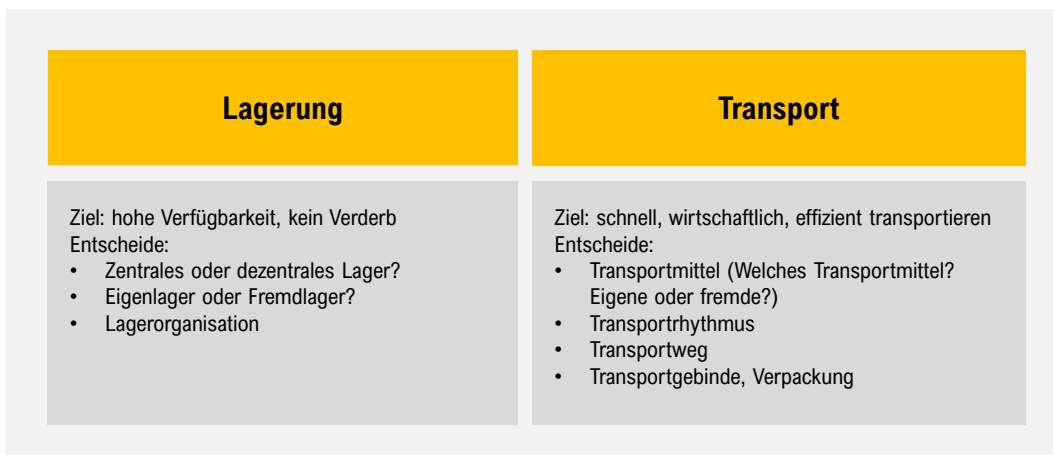 Lagerung
Ziel: hohe Verfügbarkeit, kein Verderb
Entscheide:
• Zentrales oder dezentrales Lager?
• Eigenlager oder Fremdlager?
• Lagerorganisation
Transport
Ziel: schnell, wirtschaftlich, effizient transportieren
Entscheide:
• Transportmittel (Welches Transportmittel?
Eigene oder fremde?)
• Transportrhythmus
• Transportweg
• Transportgebinde, Verpackung